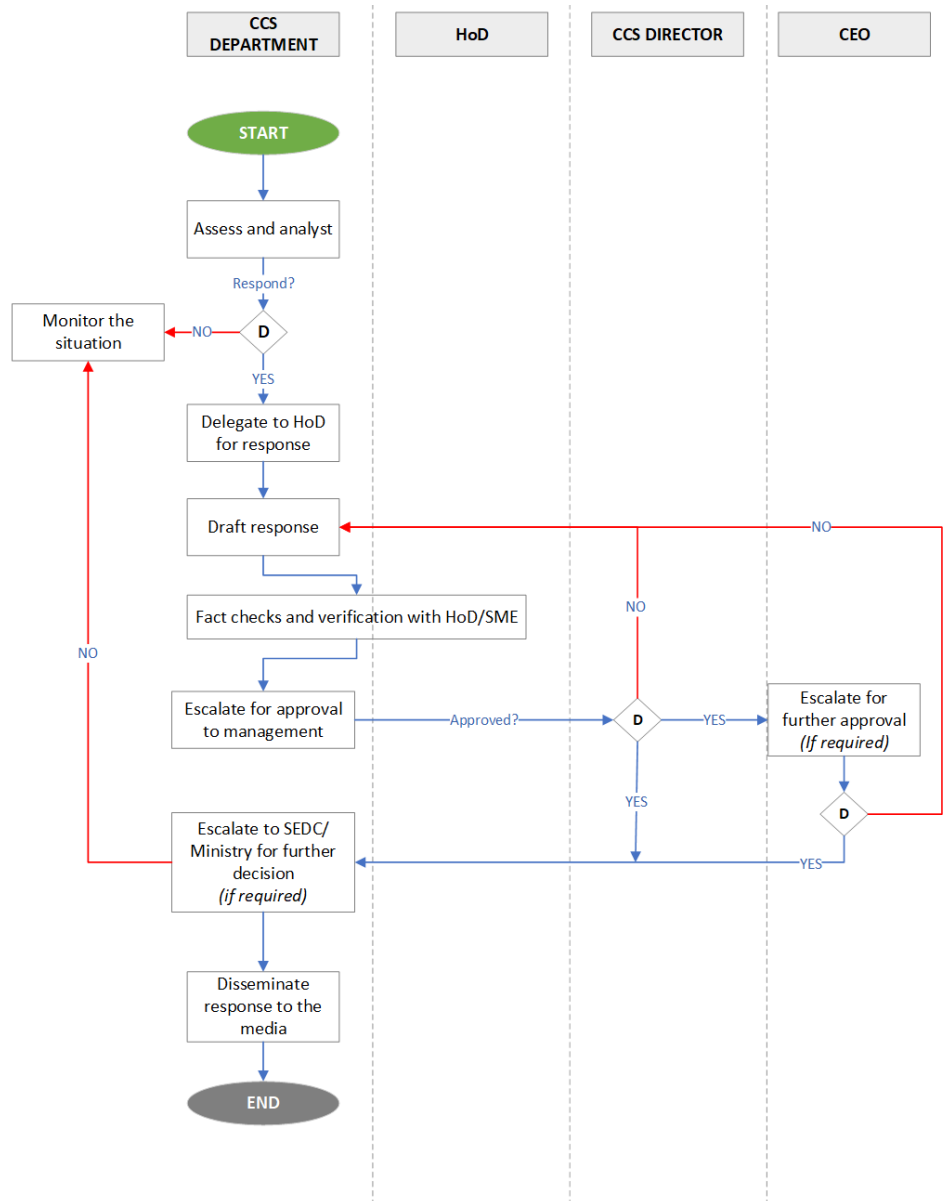 CCS
DEPARTMENT
HoD
CCS DIRECTOR
CEO
START
Assess and analyst
Respond?
Monitor the
situation
NO
D
YES
Delegate to HoD
for response
Draft response
NO
NO
Fact checks and verification with HoD/SME
NO
Escalate for approval
to management
Approved?
D
YES
Escalate for
further approval
(If required)
YES
D
Escalate to SEDC/
Ministry for further
decision
(if required)
YES
Disseminate
response to the
media
END